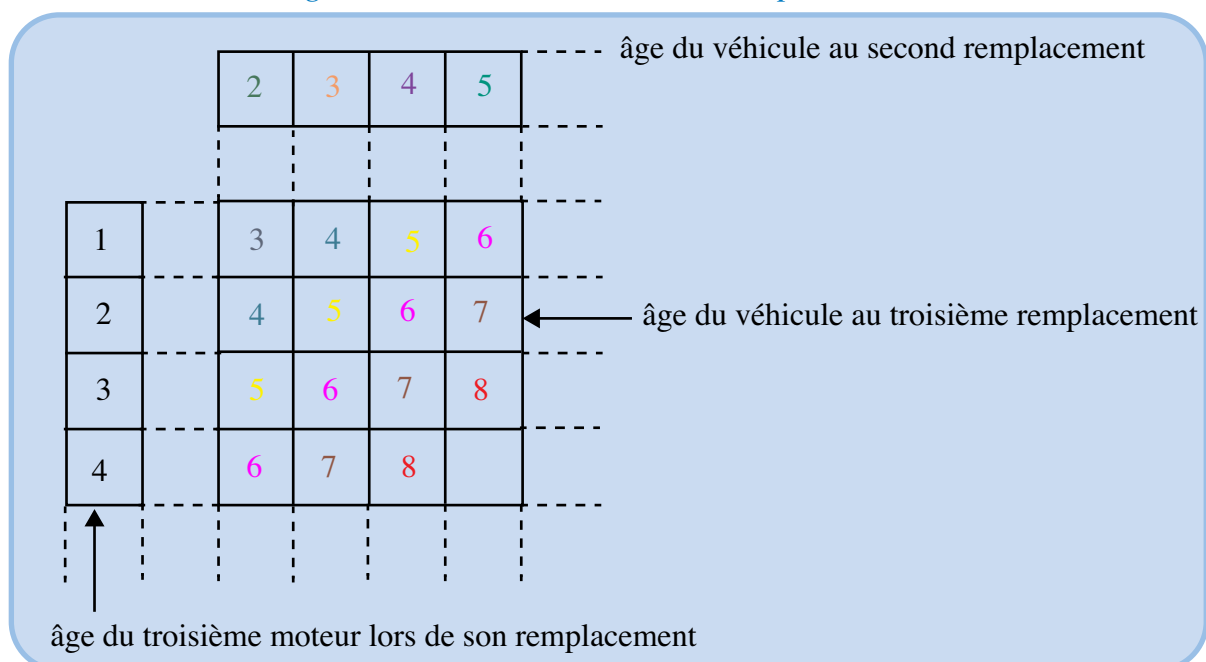 âge du véhicule au second remplacement
2 3 4 5
1 3 4 5 6
2 4 5 6 7
âge du véhicule au troisième remplacement
3 5 6 7 8
4 6 7 8
âge du troisième moteur lors de son remplacement